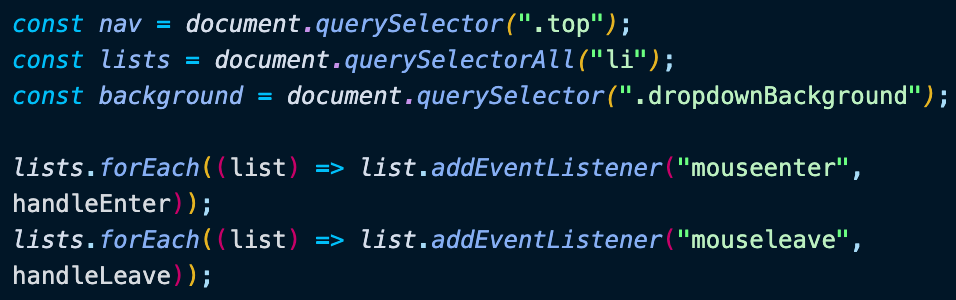 const nav = document.querySelector(".top");
const lists = document.querySelectorAll("li");
const background = document.querySelector(".dropdownBackground");
lists.forEach((list) => list.addEventListener("mouseenter",
handleEnter));
lists.forEach((list) => list.addEventListener("mouseleave",
handleLeave));